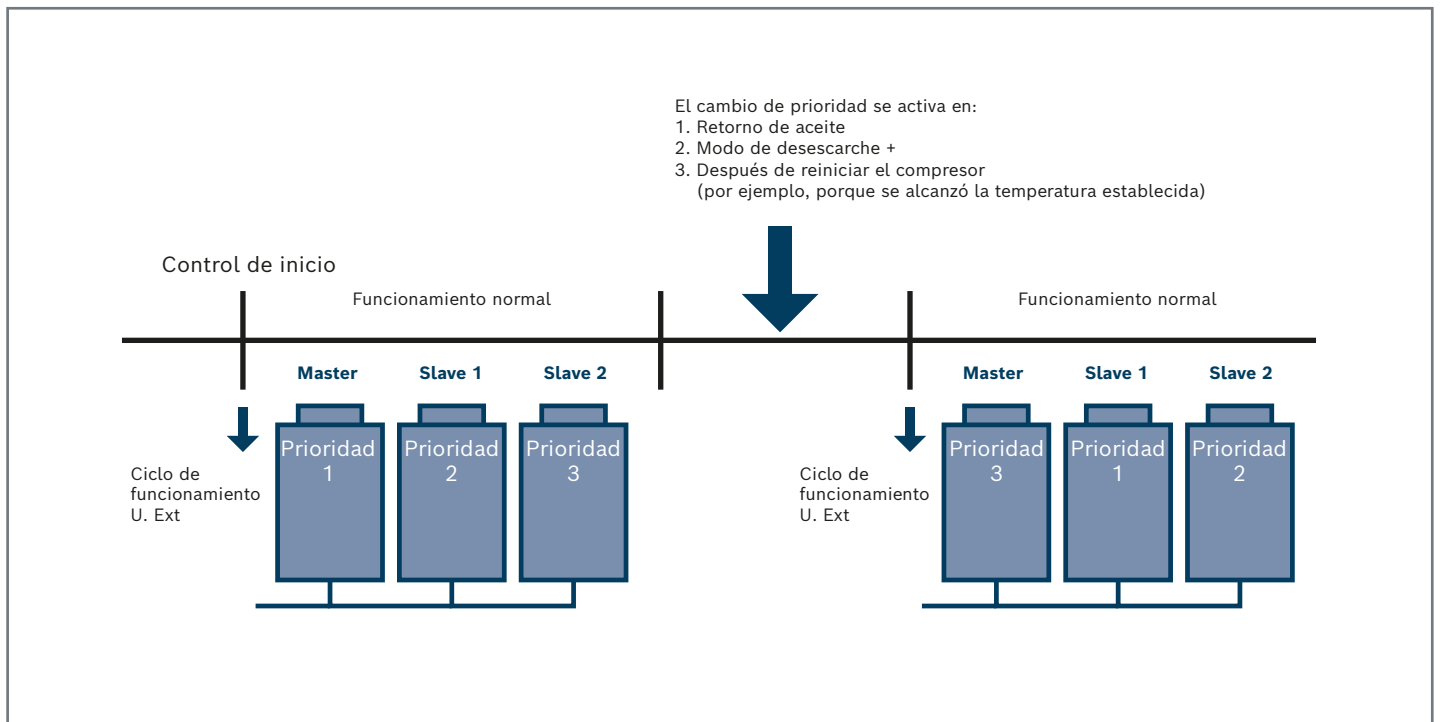 El cambio de prioridad se activa en:
1. Retorno de aceite
2. Modo de desescarche +
3. Después de reiniciar el compresor
(por ejemplo, porque se alcanzó la temperatura establecida)
Control de inicio
Funcionamiento normal
Funcionamiento normal
Master
Slave 1
Slave 2
Prioridad
1
Prioridad
2
Prioridad
3
Ciclo de
funcionamiento
U. Ext
Master
Slave 1
Slave 2
Prioridad
3
Prioridad
1
Prioridad
2
Ciclo de
funcionamiento
U. Ext